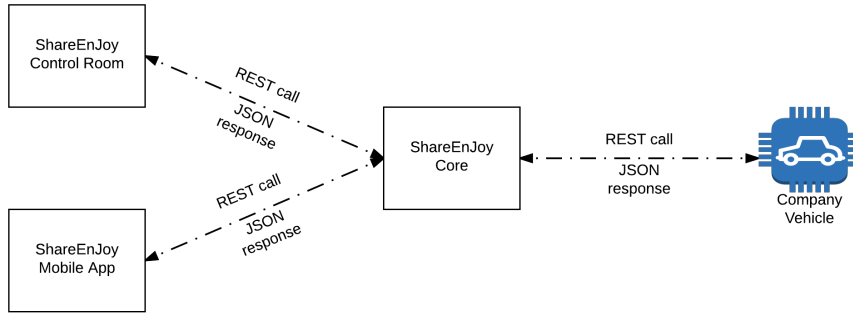 ShareEnJoy
Control Room
REST call
JSON
response
ShareEnJoy
Core
REST call
JSON
response
Company
Vehicle
REST call
JSON
response
ShareEnJoy
Mobile App